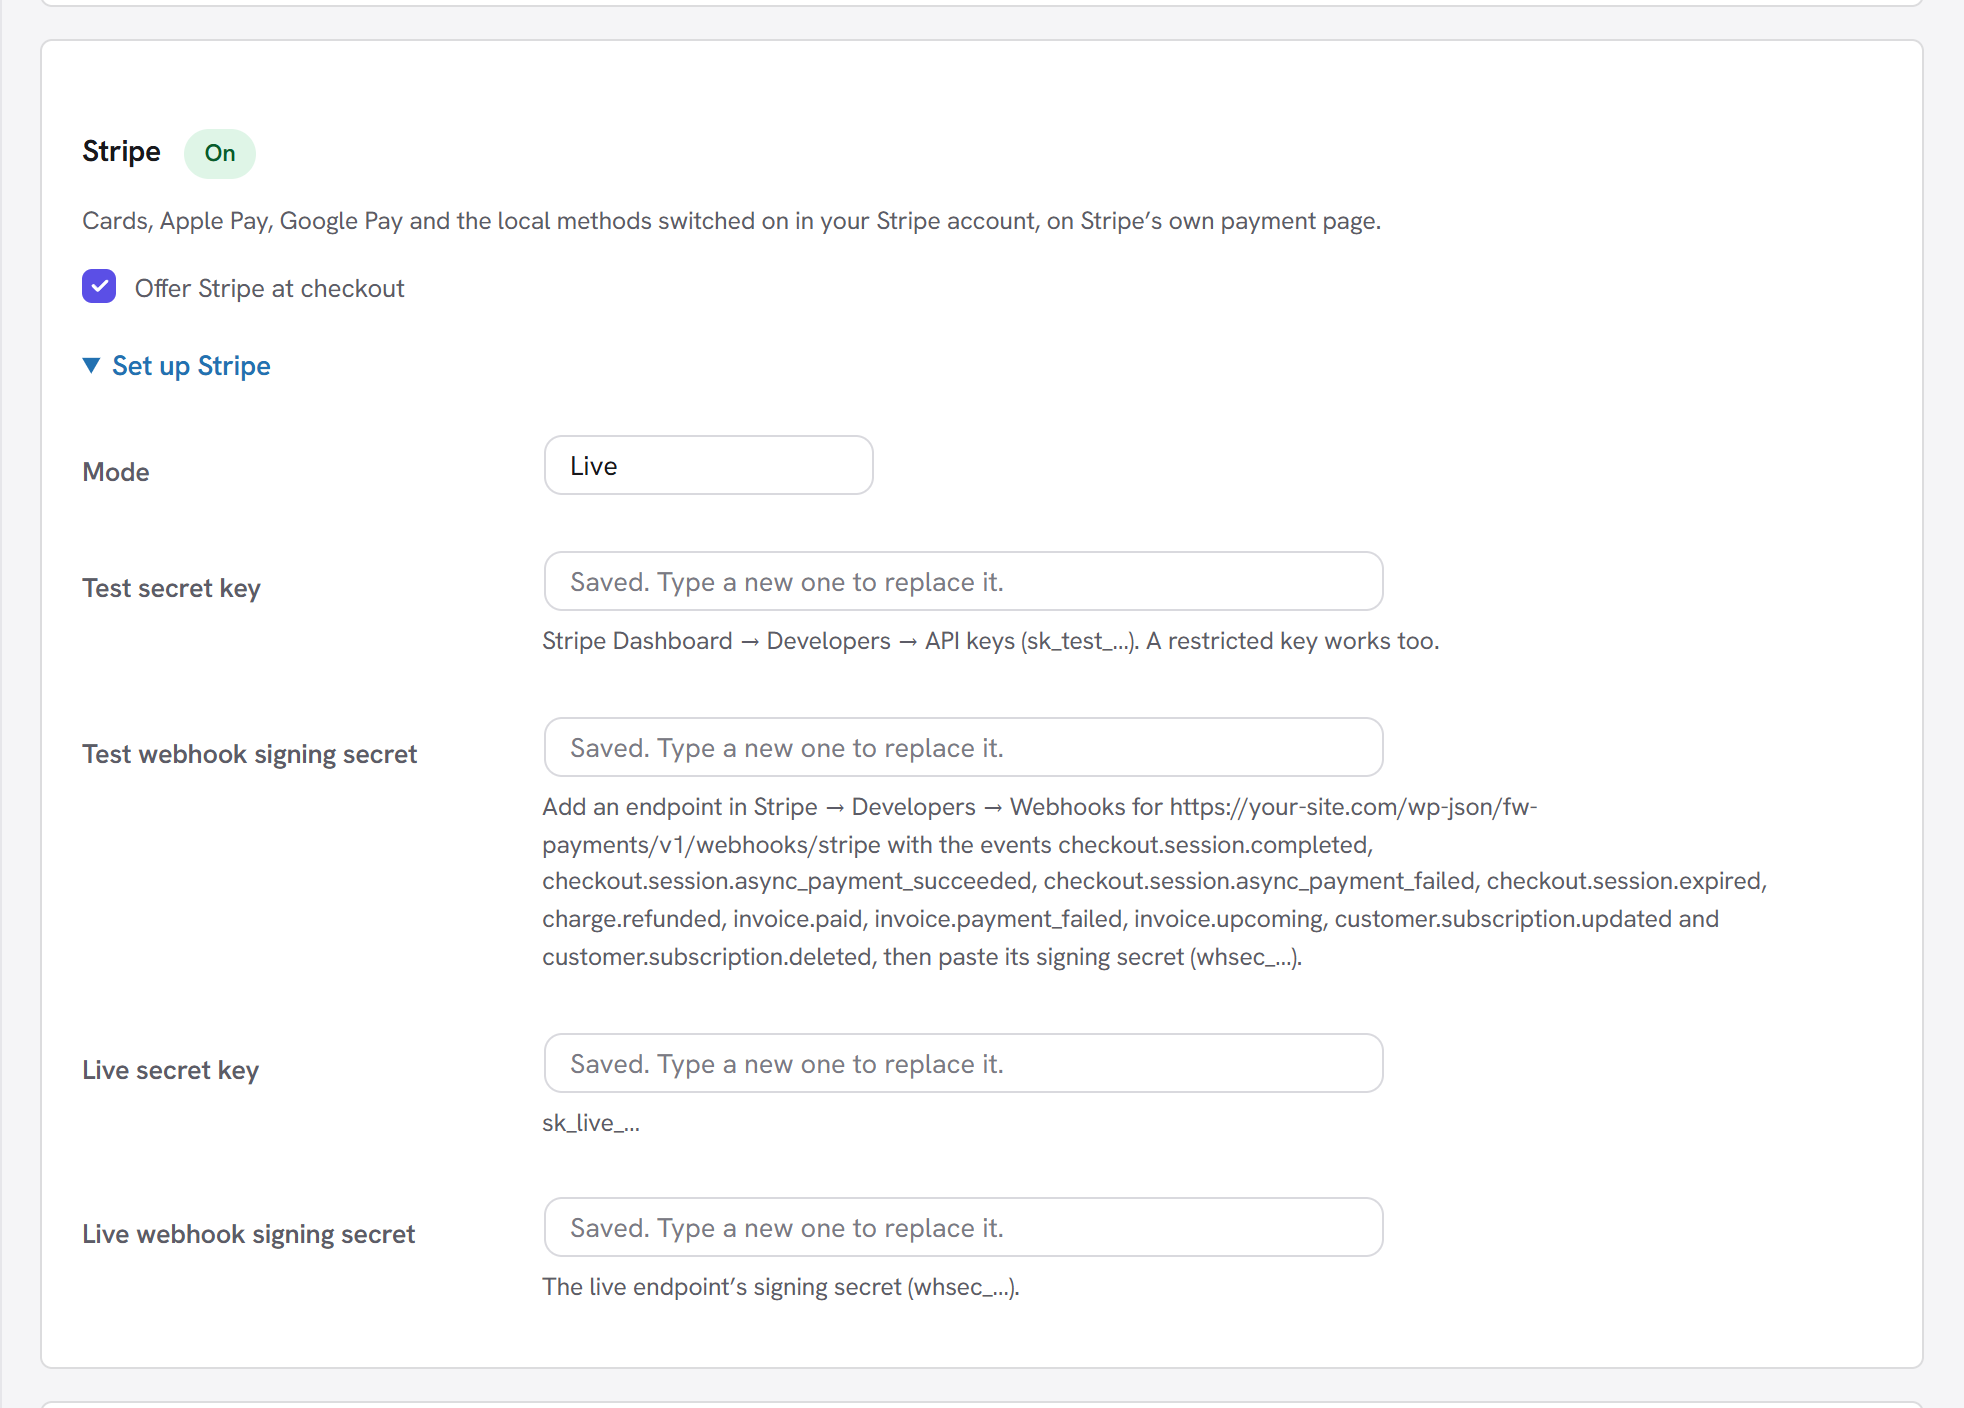 Stripe On
Cards, Apple Pay, Google Pay and the local methods switched on in your Stripe account, on Stripe’s own payment page.
Offer Stripe at checkout
▼ Set up Stripe
Mode Live
Test secret key Saved. Type a new one to replace it.
Stripe Dashboard → Developers → API keys (sk_test_…). A restricted key works too.
Test webhook signing secret Saved. Type a new one to replace it.
Add an endpoint in Stripe → Developers → Webhooks for https://your-site.com/wp-json/fw-
payments/v1/webhooks/stripe with the events checkout.session.completed,
checkout.session.async_payment_succeeded, checkout.session.async_payment_failed, checkout.session.expired,
charge.refunded, invoice.paid, invoice.payment_failed, invoice.upcoming, customer.subscription.updated and
customer.subscription.deleted, then paste its signing secret (whsec_…).
Live secret key Saved. Type a new one to replace it.
sk_live_…
Live webhook signing secret Saved. Type a new one to replace it.
The live endpoint’s signing secret (whsec_…).